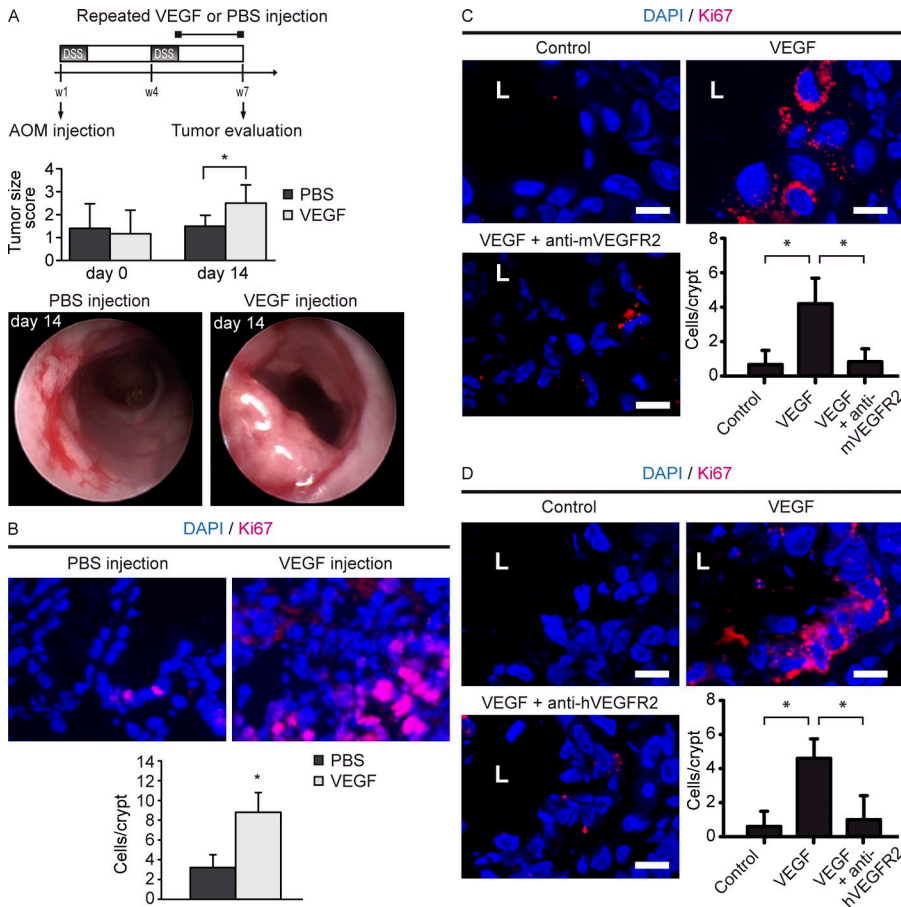 A
Repeated VEGF or PBS injection
DSS
DSS
w1
w4
w7
AOM injection
Tumor evaluation
Tumor size
score
4
3
2
1
0
*
PBS
VEGF
day 0
day 14
PBS injection
VEGF injection
day 14
day 14
B
DAPI / Ki67
PBS injection
VEGF injection
Cells/crypt
14
12
10
8
6
4
2
0
*
PBS
VEGF
C
DAPI / Ki67
Control
VEGF
L
L
VEGF + anti-mVEGFR2
L
Cells/crypt
8
6
4
2
0
*
*
Control
VEGF
VEGF
+ anti-
mVEGFR2
D
DAPI / Ki67
Control
VEGF
L
L
VEGF + anti-hVEGFR2
L
Cells/crypt
8
6
4
2
0
*
*
Control
VEGF
VEGF
+ anti-
hVEGFR2